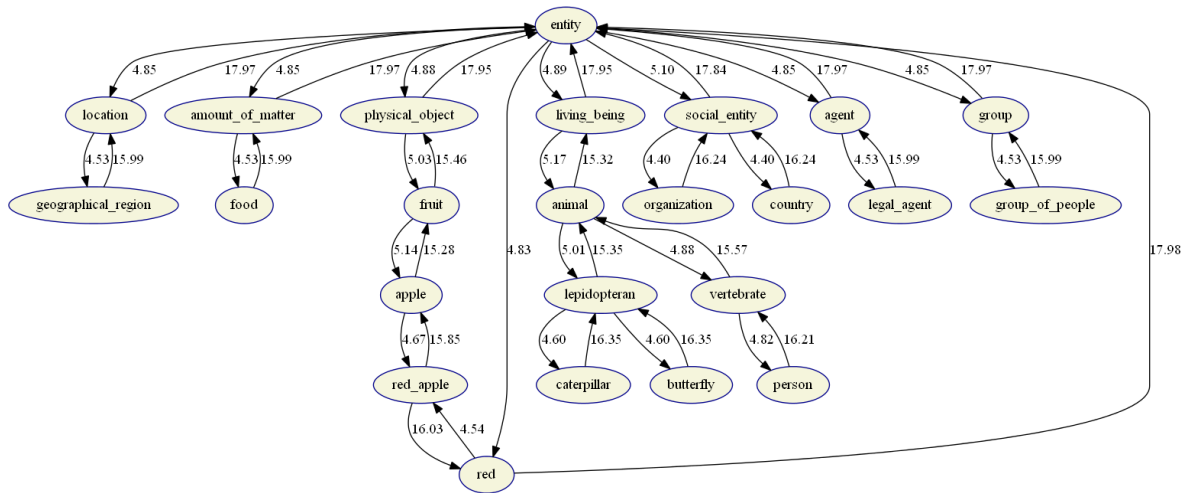 entity
4.85 17.97 4.85 17.97 4.88 17.95 4.89 17.95 5.10 17.84 4.85 17.97 4.85 17.97
location amount_of_matter physical_object living_being social_entity agent group
4.53 15.99 4.53 15.99 5.03 15.46 5.17 15.32 4.40 16.24 4.40 16.24 4.53 15.99 4.53 15.99
geographical_region food fruit animal organization country legal_agent group_of_people
5.14 15.28 4.83 5.01 15.35 4.88 15.57 17.98
apple lepidopteran vertebrate
4.67 15.85 4.60 16.35 4.60 16.35 4.82 16.21
red_apple caterpillar butterfly person
16.03 4.54
red